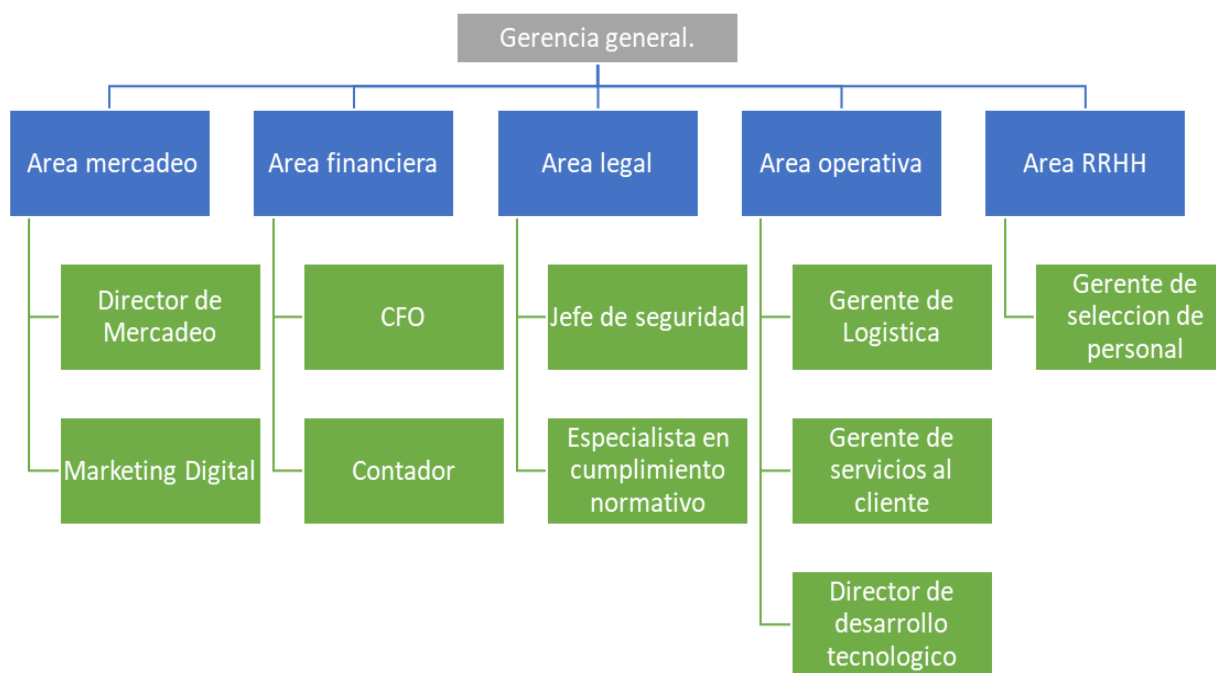 Gerencia general.
Area mercadeo
Area financiera
Area legal
Area operativa
Area RRHH
Director de
Mercadeo
CFO
Jefe de seguridad
Gerente de
Logistica
Gerente de
seleccion de
personal
Marketing Digital
Contador
Especialista en
cumplimiento
normativo
Gerente de
servicios al
cliente
Director de
desarrollo
tecnologico